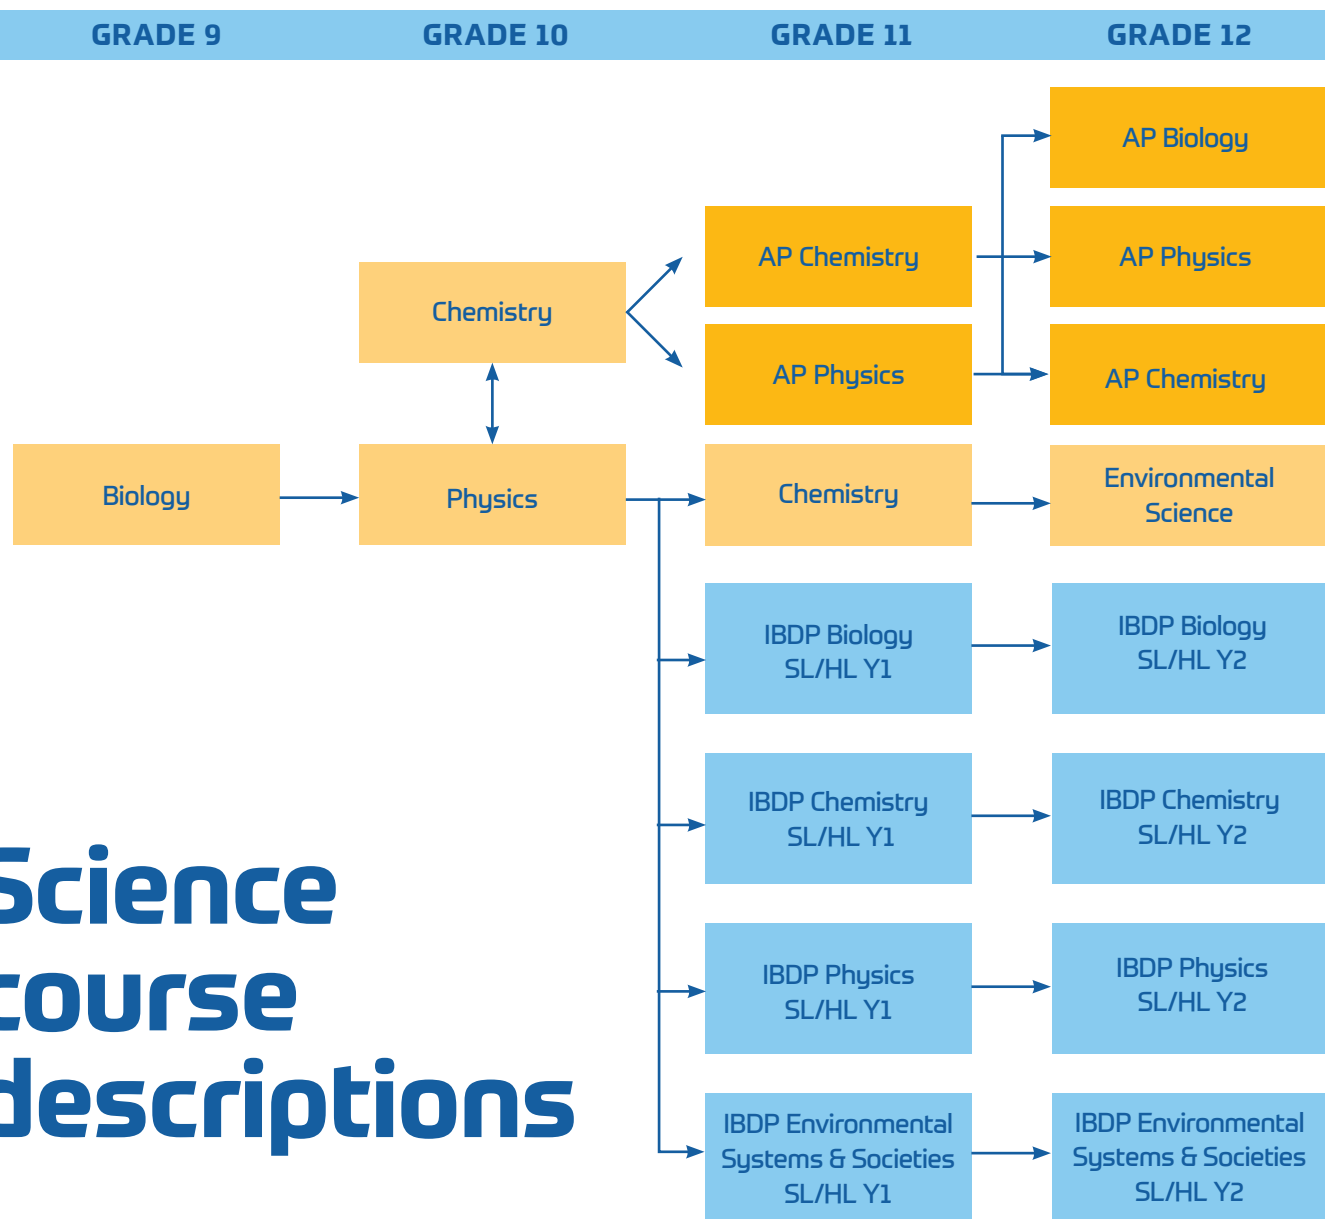 GRADE 9
GRADE 10
GRADE 11
GRADE 12
AP Biology
AP Chemistry
AP Physics
Chemistry
AP Physics
AP Chemistry
Biology
Physics
Chemistry
Environmental
Science
IBDP Biology
SL/HL Y1
IBDP Biology
SL/HL Y2
IBDP Chemistry
SL/HL Y1
IBDP Chemistry
SL/HL Y2
IBDP Physics
SL/HL Y1
IBDP Physics
SL/HL Y2
IBDP Environmental
Systems & Societies
SL/HL Y1
IBDP Environmental
Systems & Societies
SL/HL Y2
Science
course
descriptions